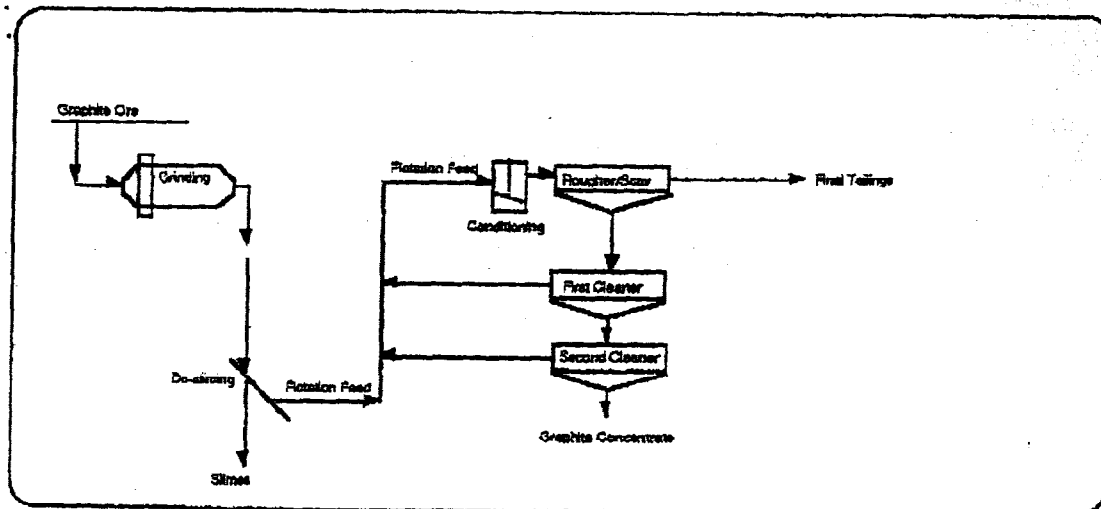 Graphite Ore
Grinding
Flotation Feed
Rougher/Scav
Final Tailings
Conditioning
First Cleaner
Second Cleaner
De-sliming
Flotation Feed
Graphite Concentrate
Slimes